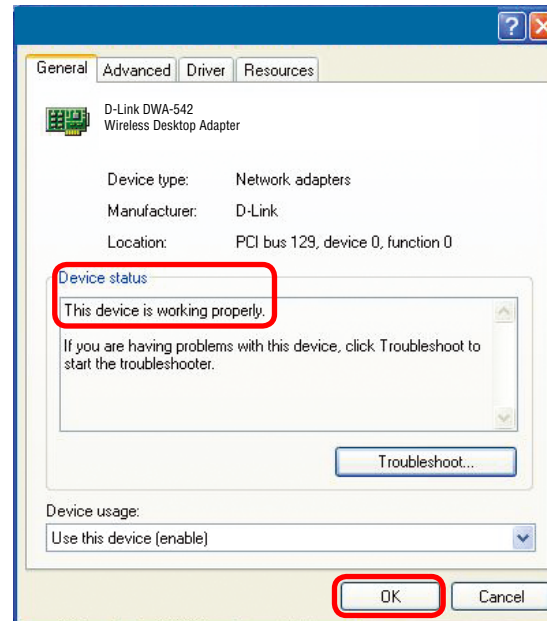 General Advanced Driver Resources
D-Link DWA-542
Wireless Desktop Adapter
Device type: Network adapters
Manufacturer: D-Link
Location: PCI bus 129, device 0, function 0
Device status
This device is working properly.
If you are having problems with this device, click Troubleshoot to
start the troubleshooter.
Troubleshoot...
Device usage:
Use this device (enable)
OK Cancel